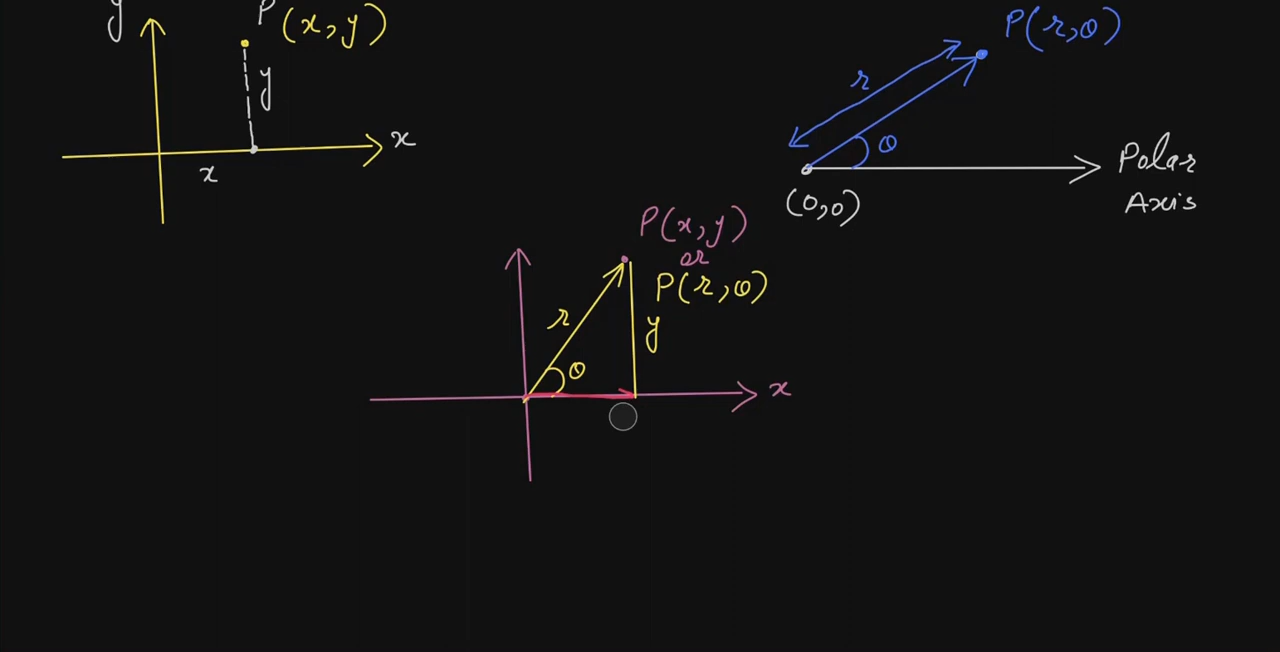 y
P (x,y)
y
x
x
P(r,θ)
r
θ
(0,0)
Polar
Axis
P(x,y)
or
P(r,θ)
r
y
θ
x